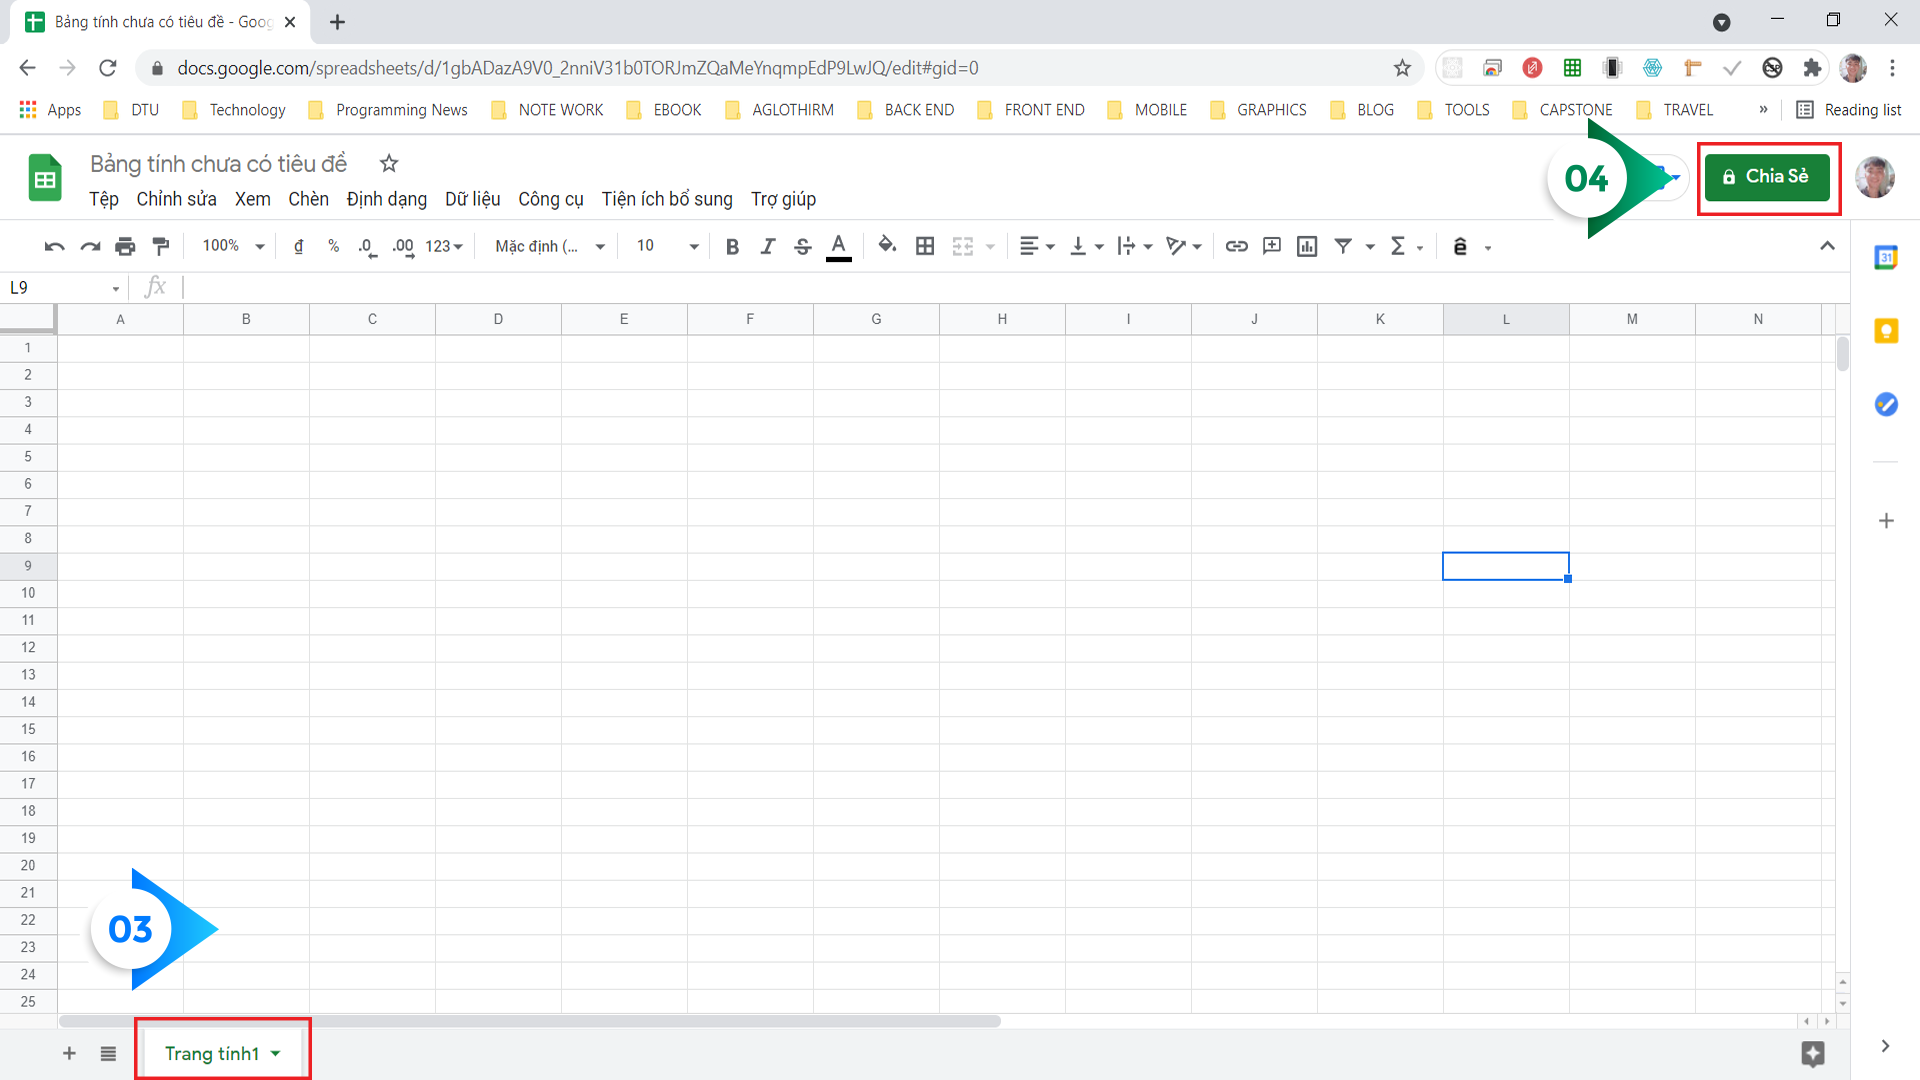 Bảng tính chưa có tiêu đề - Goog
docs.google.com/spreadsheets/d/1gbADazA9V0_2nniV31b0TORJmZQaMeYnqmpEdP9LwJQ/edit#gid=0
Apps DTU Technology Programming News NOTE WORK EBOOK AGLOTHIRM BACK END FRONT END MOBILE GRAPHICS BLOG TOOLS CAPSTONE TRAVEL » Reading list
Bảng tính chưa có tiêu đề
04
Chia Sẻ
Tệp Chỉnh sửa Xem Chèn Định dạng Dữ liệu Công cụ Tiện ích bổ sung Trợ giúp
100% ₫ % .0 .00 123 Mặc định (... 10 B I S A Σ ê
31
L9 fx
A B C D E F G H I J K L M N
1
2
3
4
5
6
7
8
9
10
11
12
13
14
15
16
17
18
19
20
21
22
03
23
24
25
Trang tính1